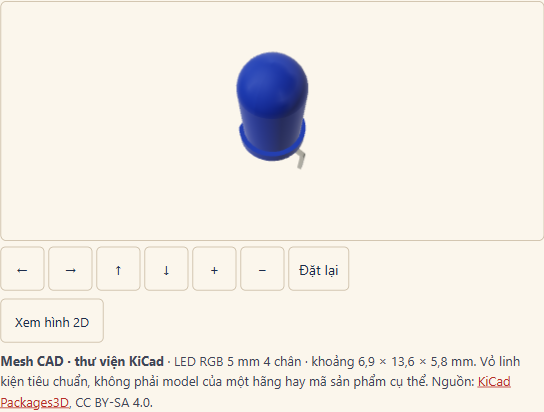 ← → ↑ ↓ + − Đặt lại
Xem hình 2D
Mesh CAD · thư viện KiCad · LED RGB 5 mm 4 chân · khoảng 6,9 × 13,6 × 5,8 mm. Vỏ linh
kiện tiêu chuẩn, không phải model của một hãng hay mã sản phẩm cụ thể. Nguồn: KiCad
Packages3D, CC BY-SA 4.0.